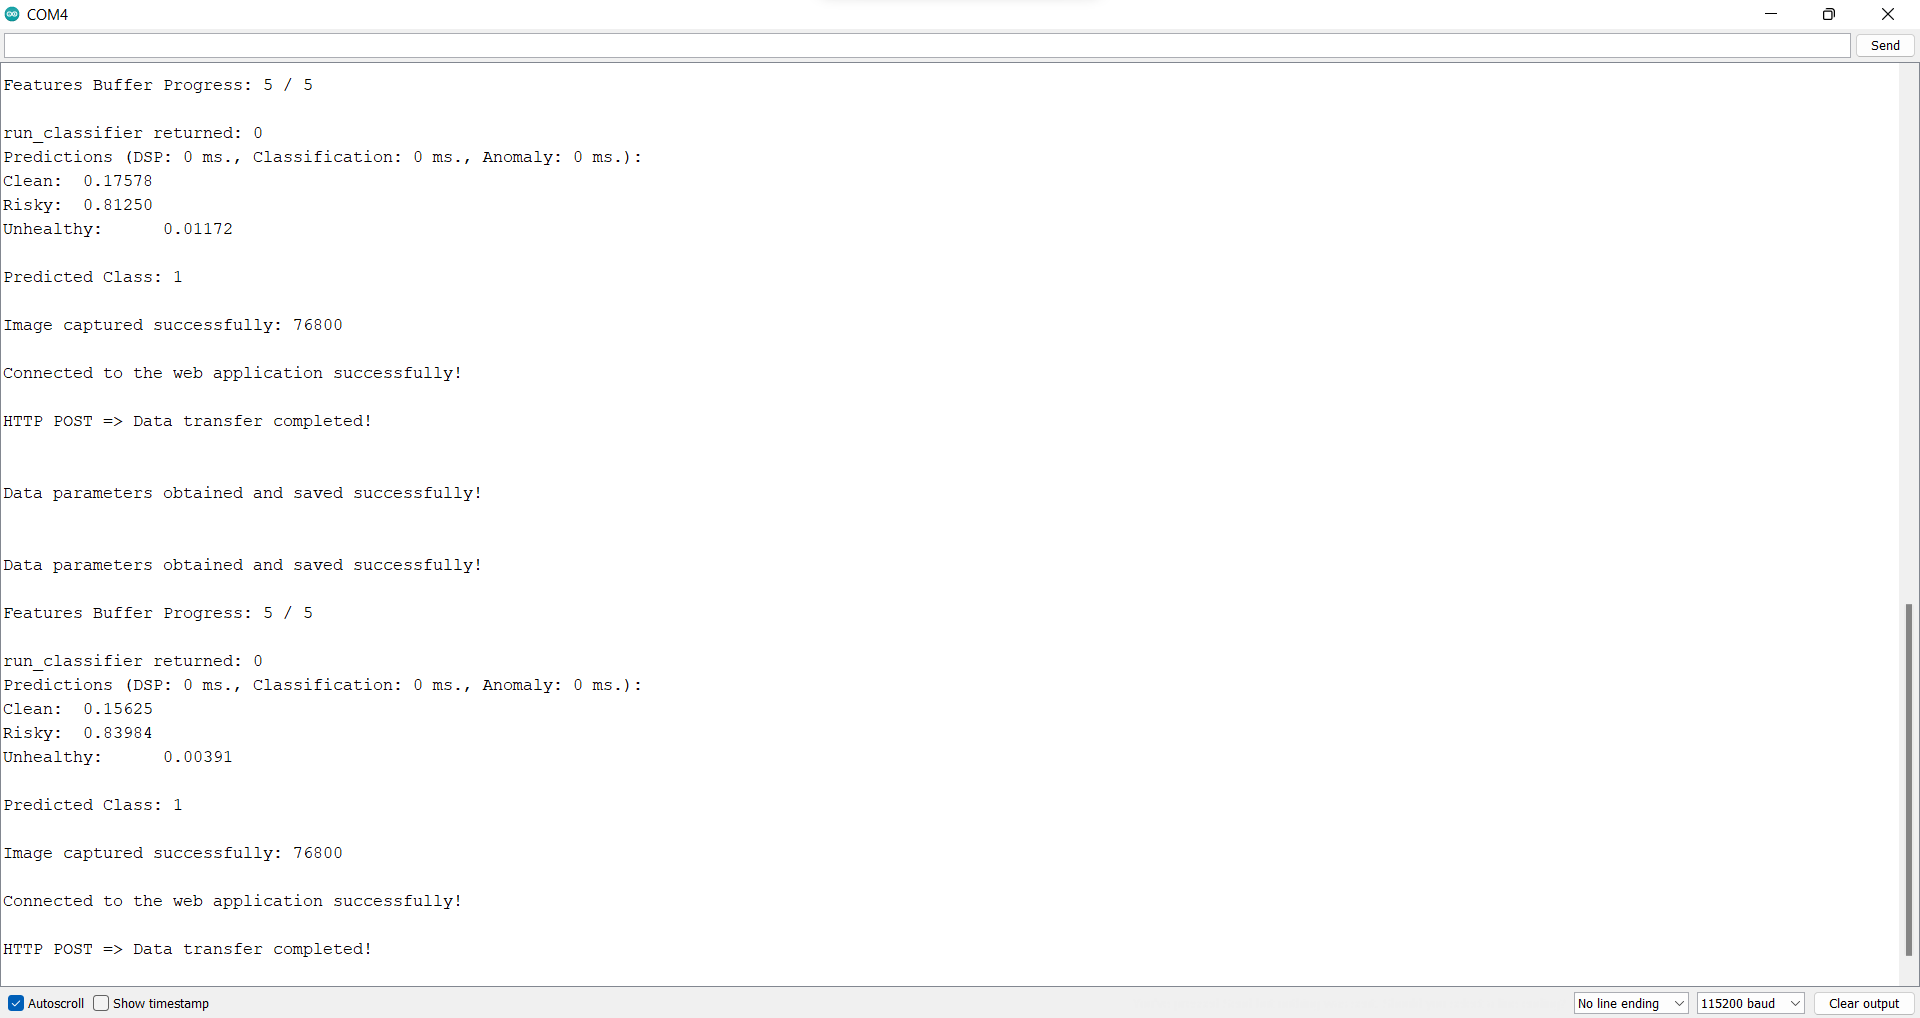 COM4
Send
Features Buffer Progress: 5 / 5
run_classifier returned: 0
Predictions (DSP: 0 ms., Classification: 0 ms., Anomaly: 0 ms.):
Clean: 0.17578
Risky: 0.81250
Unhealthy: 0.01172
Predicted Class: 1
Image captured successfully: 76800
Connected to the web application successfully!
HTTP POST => Data transfer completed!
Data parameters obtained and saved successfully!
Data parameters obtained and saved successfully!
Features Buffer Progress: 5 / 5
run_classifier returned: 0
Predictions (DSP: 0 ms., Classification: 0 ms., Anomaly: 0 ms.):
Clean: 0.15625
Risky: 0.83984
Unhealthy: 0.00391
Predicted Class: 1
Image captured successfully: 76800
Connected to the web application successfully!
HTTP POST => Data transfer completed!
Autoscroll Show timestamp No line ending 115200 baud Clear output